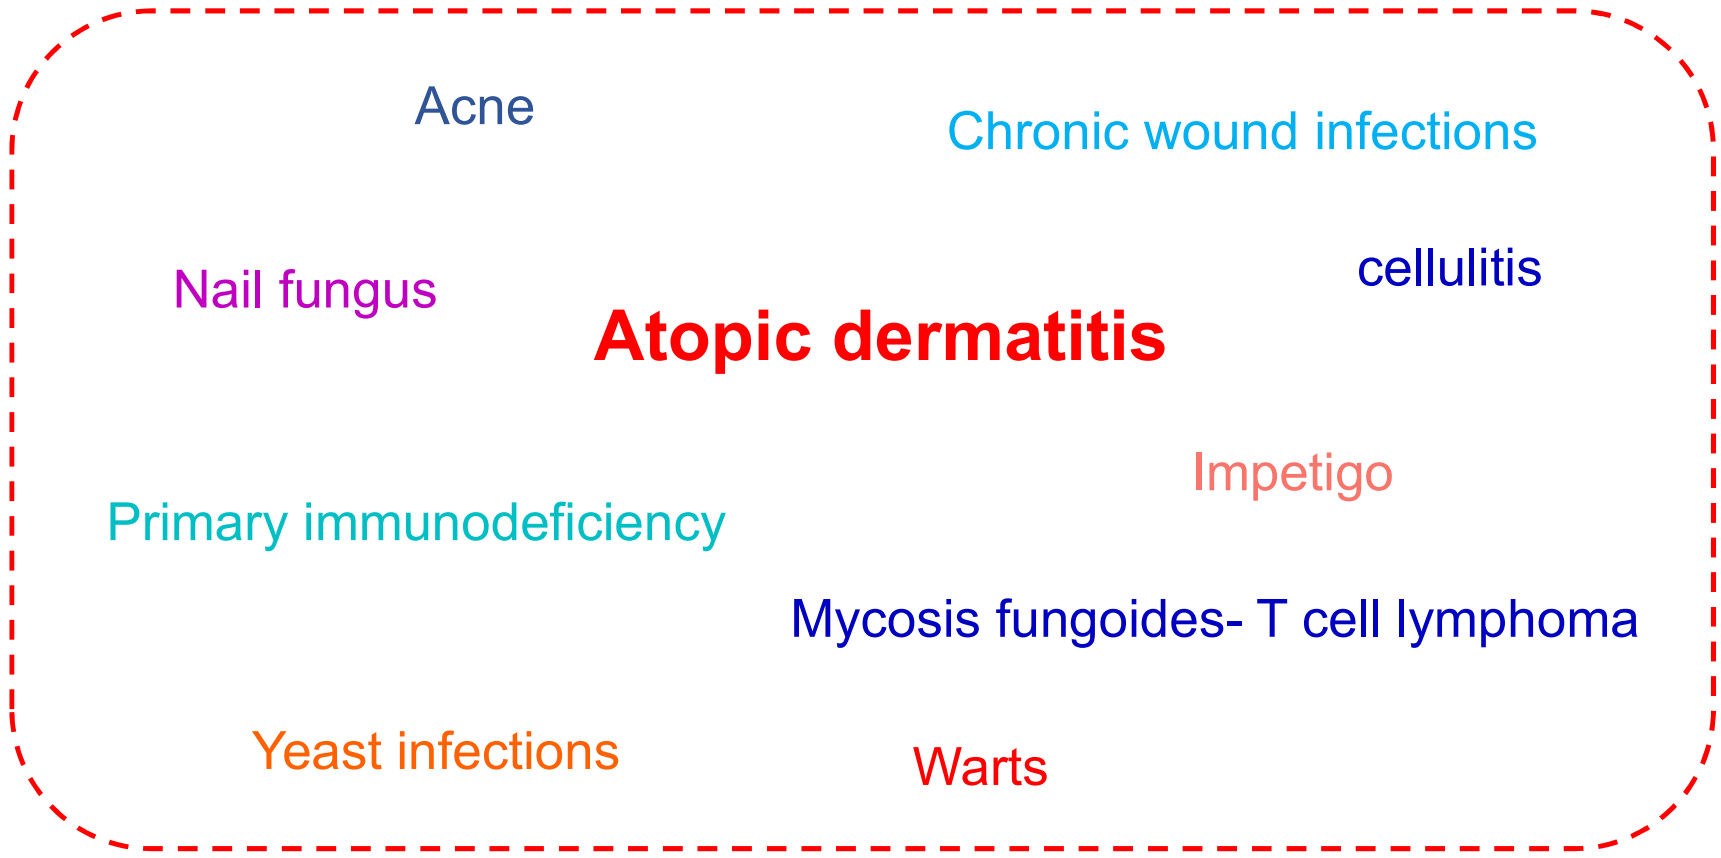 Acne
Chronic wound infections
cellulitis
Nail fungus
Atopic dermatitis
Impetigo
Primary immunodeficiency
Mycosis fungoides- T cell lymphoma
Yeast infections
Warts